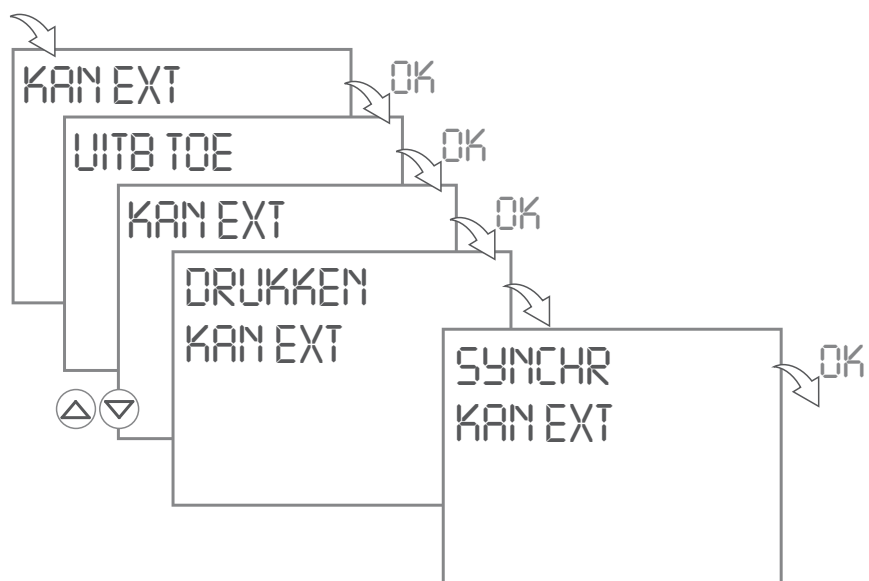 KAN EXT
OK
UITB TOE
OK
KAN EXT
OK
DRUKKEN
KAN EXT
SYNCHR
KAN EXT
OK